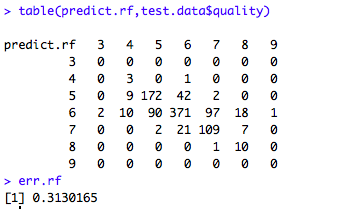 > table(predict.rf,test.data$quality)
predict.rf   3   4   5   6   7   8   9
         3   0   0   0   0   0   0   0
         4   0   3   0   1   0   0   0
         5   0   9 172  42   2   0   0
         6   2  10  90 371  97  18   1
         7   0   0   2  21 109   7   0
         8   0   0   0   0   1  10   0
         9   0   0   0   0   0   0   0
> err.rf
[1] 0.3130165